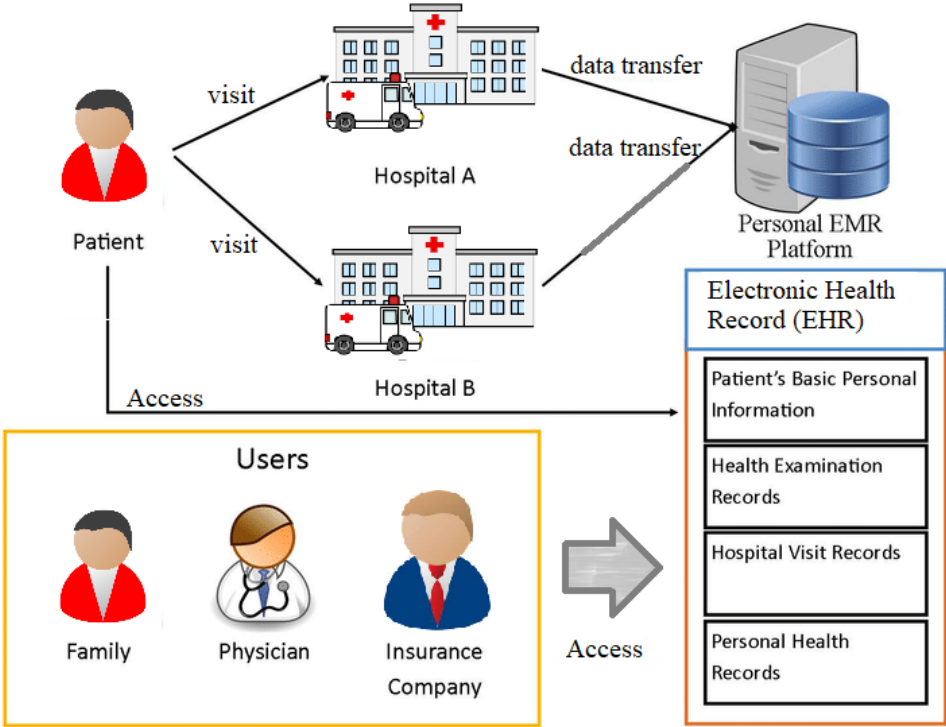 visit
data transfer
Hospital A
data transfer
Patient
visit
Personal EMR
Platform
Hospital B
Electronic Health
Record (EHR)
Access
Patient’s Basic Personal
Information
Health Examination
Records
Hospital Visit Records
Personal Health
Records
Users
Family
Physician
Insurance
Company
Access